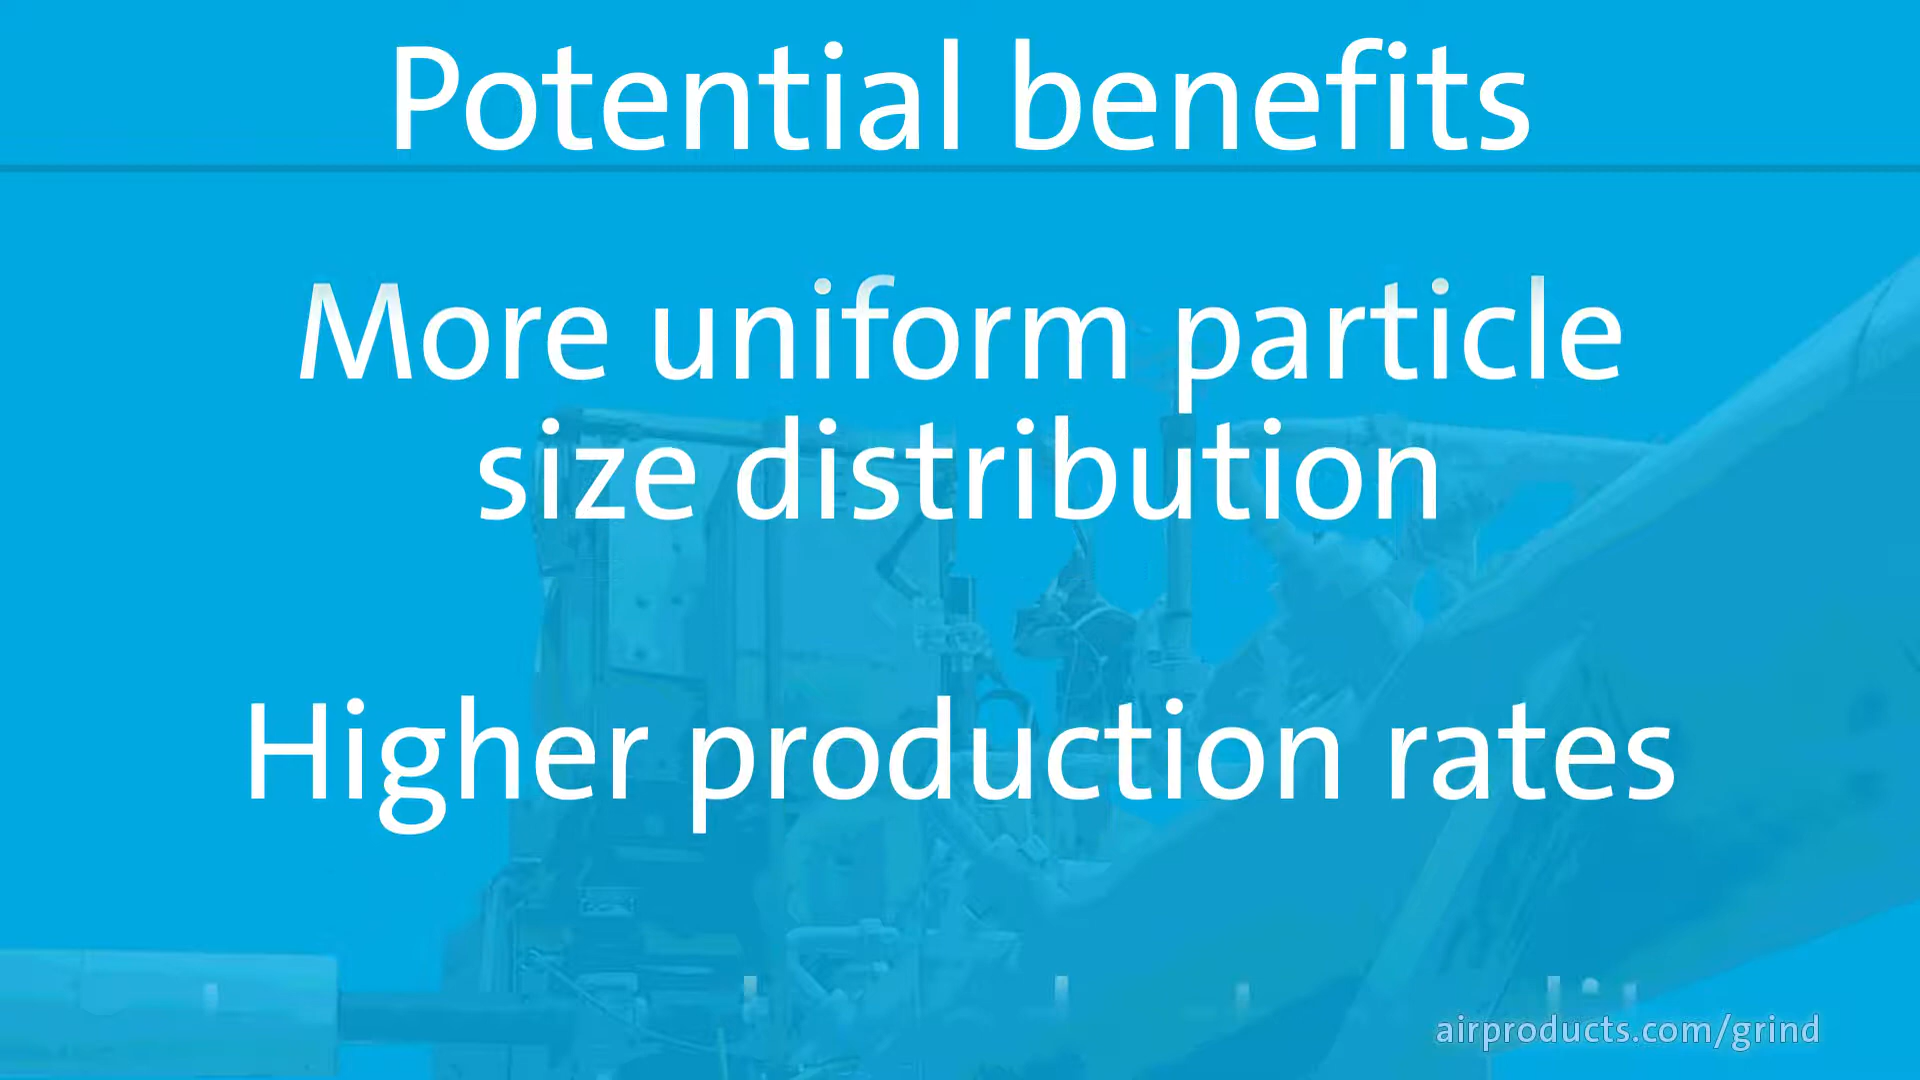 Potential benefits
More uniform particle
size distribution
Higher production rates
airproducts.com/grind